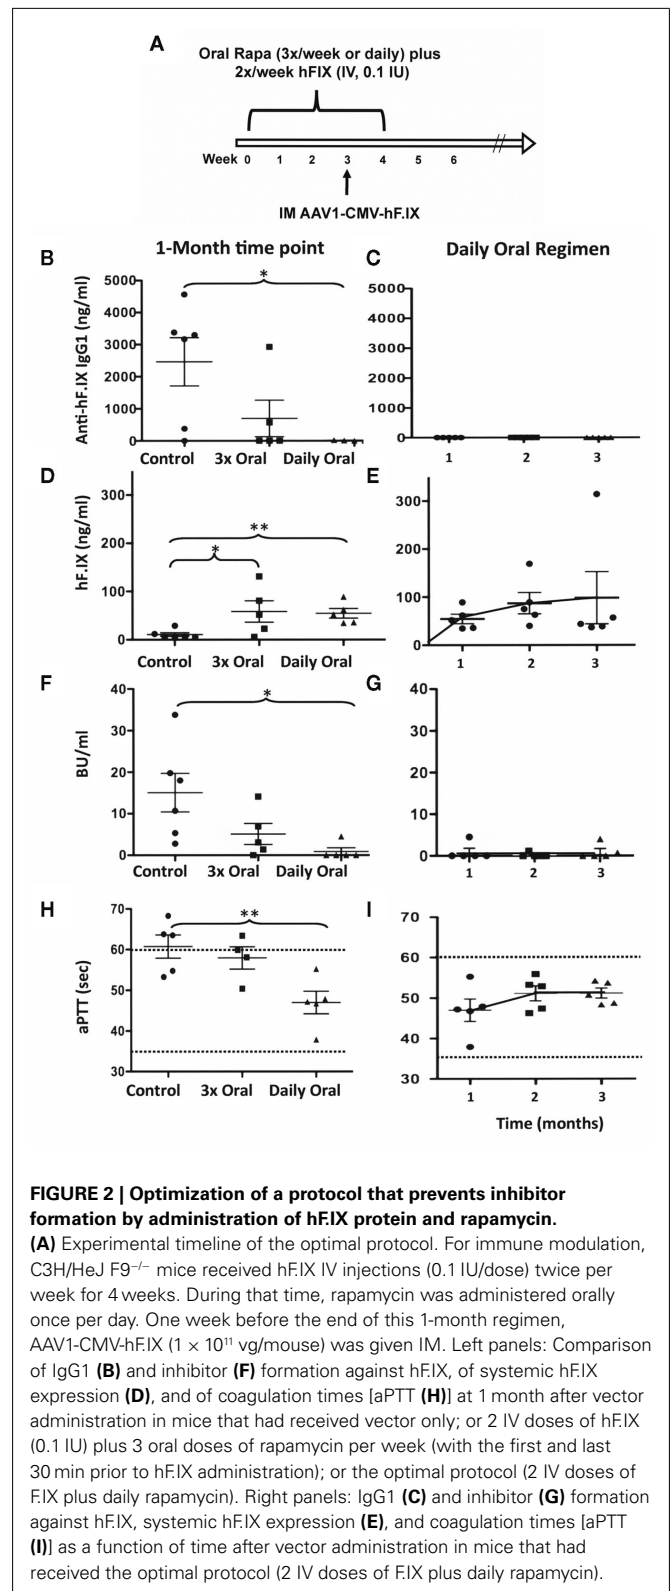 A
Oral Rapa (3x/week or daily) plus
2x/week hFIX (IV, 0.1 IU)
Week 0 1 2 3 4 5 6
IM AAV1-CMV-hF.IX
B
1-Month time point
Anti-hF.IX IgG1 (ng/ml)
5000
4000
3000
2000
1000
0
*
Control 3x Oral Daily Oral
C
Daily Oral Regimen
5000
4000
3000
2000
1000
0
1 2 3
D
hF.IX (ng/ml)
300
200
100
0
*
**
Control 3x Oral Daily Oral
E
300
200
100
0
1 2 3
F
BU/ml
40
30
20
10
0
*
Control 3x Oral Daily Oral
G
40
30
20
10
0
1 2 3
H
aPTT (sec)
70
60
50
40
30
**
Control 3x Oral Daily Oral
I
70
60
50
40
30
1 2 3
Time (months)
FIGURE 2 | Optimization of a protocol that prevents inhibitor
formation by administration of hF.IX protein and rapamycin.
(A) Experimental timeline of the optimal protocol. For immune modulation,
C3H/HeJ F9−/− mice received hF.IX IV injections (0.1 IU/dose) twice per
week for 4 weeks. During that time, rapamycin was administered orally
once per day. One week before the end of this 1-month regimen,
AAV1-CMV-hF.IX (1 × 10¹¹ vg/mouse) was given IM. Left panels: Comparison
of IgG1 (B) and inhibitor (F) formation against hF.IX, of systemic hF.IX
expression (D), and of coagulation times [aPTT (H)] at 1 month after vector
administration in mice that had received vector only; or 2 IV doses of hF.IX
(0.1 IU) plus 3 oral doses of rapamycin per week (with the first and last
30 min prior to hF.IX administration); or the optimal protocol (2 IV doses of
F.IX plus daily rapamycin). Right panels: IgG1 (C) and inhibitor (G) formation
against hF.IX, systemic hF.IX expression (E), and coagulation times [aPTT
(I)] as a function of time after vector administration in mice that had
received the optimal protocol (2 IV doses of F.IX plus daily rapamycin).